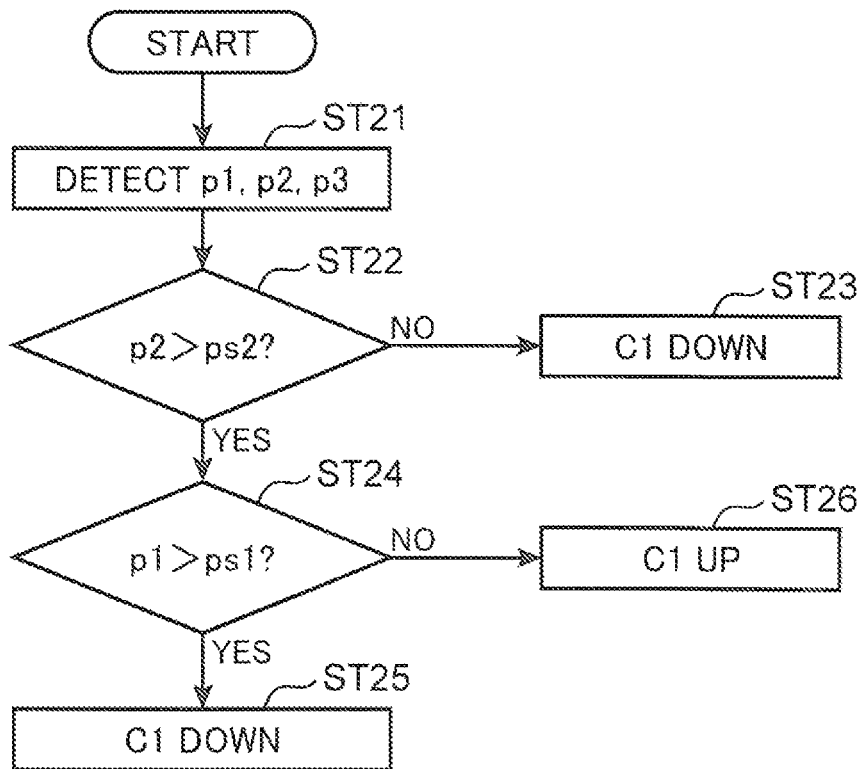 START
ST21
DETECT p1, p2, p3
ST22
p2>ps2?
NO
ST23
C1 DOWN
YES
ST24
p1>ps1?
NO
ST26
C1 UP
YES
ST25
C1 DOWN